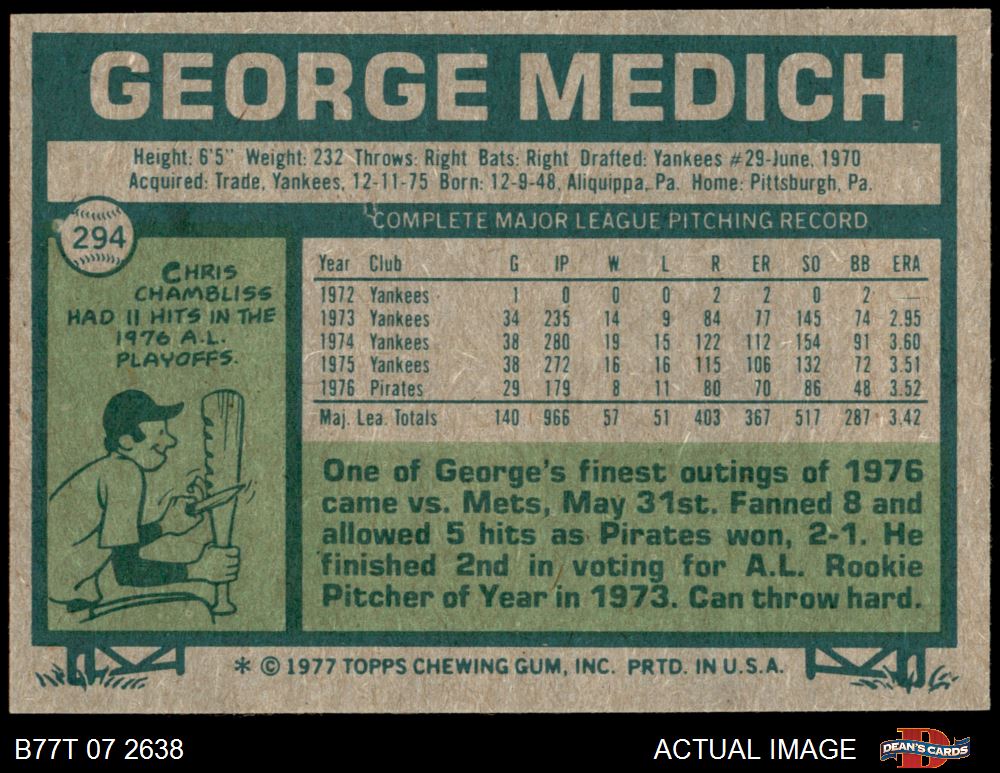 GEORGE MEDICH
Height: 6'5" Weight: 232 Throws: Right Bats: Right Drafted: Yankees #29-June, 1970
Acquired: Trade, Yankees, 12-11-75 Born: 12-9-48, Aliquippa, Pa. Home: Pittsburgh, Pa.
COMPLETE MAJOR LEAGUE PITCHING RECORD
294
CHRIS
CHAMBLISS
HAD 11 HITS IN THE
1976 A.L.
PLAYOFFS.
Year Club G IP W L R ER SO BB ERA
1972 Yankees 1 0 0 0 2 2 0 2 —
1973 Yankees 34 235 14 9 84 77 145 74 2.95
1974 Yankees 38 280 19 15 122 112 154 91 3.60
1975 Yankees 38 272 16 16 115 106 132 72 3.51
1976 Pirates 29 179 8 11 80 70 86 48 3.52
Maj. Lea. Totals 140 966 57 51 403 367 517 287 3.42
One of George's finest outings of 1976
came vs. Mets, May 31st. Fanned 8 and
allowed 5 hits as Pirates won, 2-1. He
finished 2nd in voting for A.L. Rookie
Pitcher of Year in 1973. Can throw hard.
* © 1977 TOPPS CHEWING GUM, INC. PRTD. IN U.S.A.
B77T 07 2638
ACTUAL IMAGE
DEAN'S CARDS